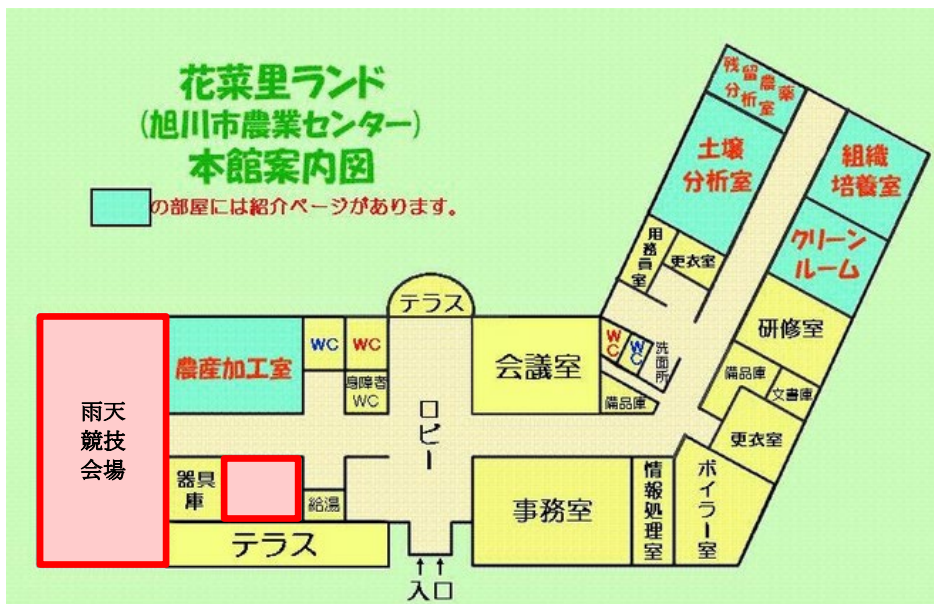 花菜里ランド
(旭川市農業センター)
本館案内図
の部屋には紹介ページがあります。
残留農薬
分析室
土壌
分析室
組織
培養室
クリーン
ルーム
用務員室
更衣室
研修室
備品庫
文書庫
更衣室
ボイラー室
WC
WC
洗面所
備品庫
テラス
会議室
ロビー
WC
WC
身障者
WC
農産加工室
雨天
競技
会場
器具
庫
給湯
テラス
事務室
情報処理室
↑↑
入口